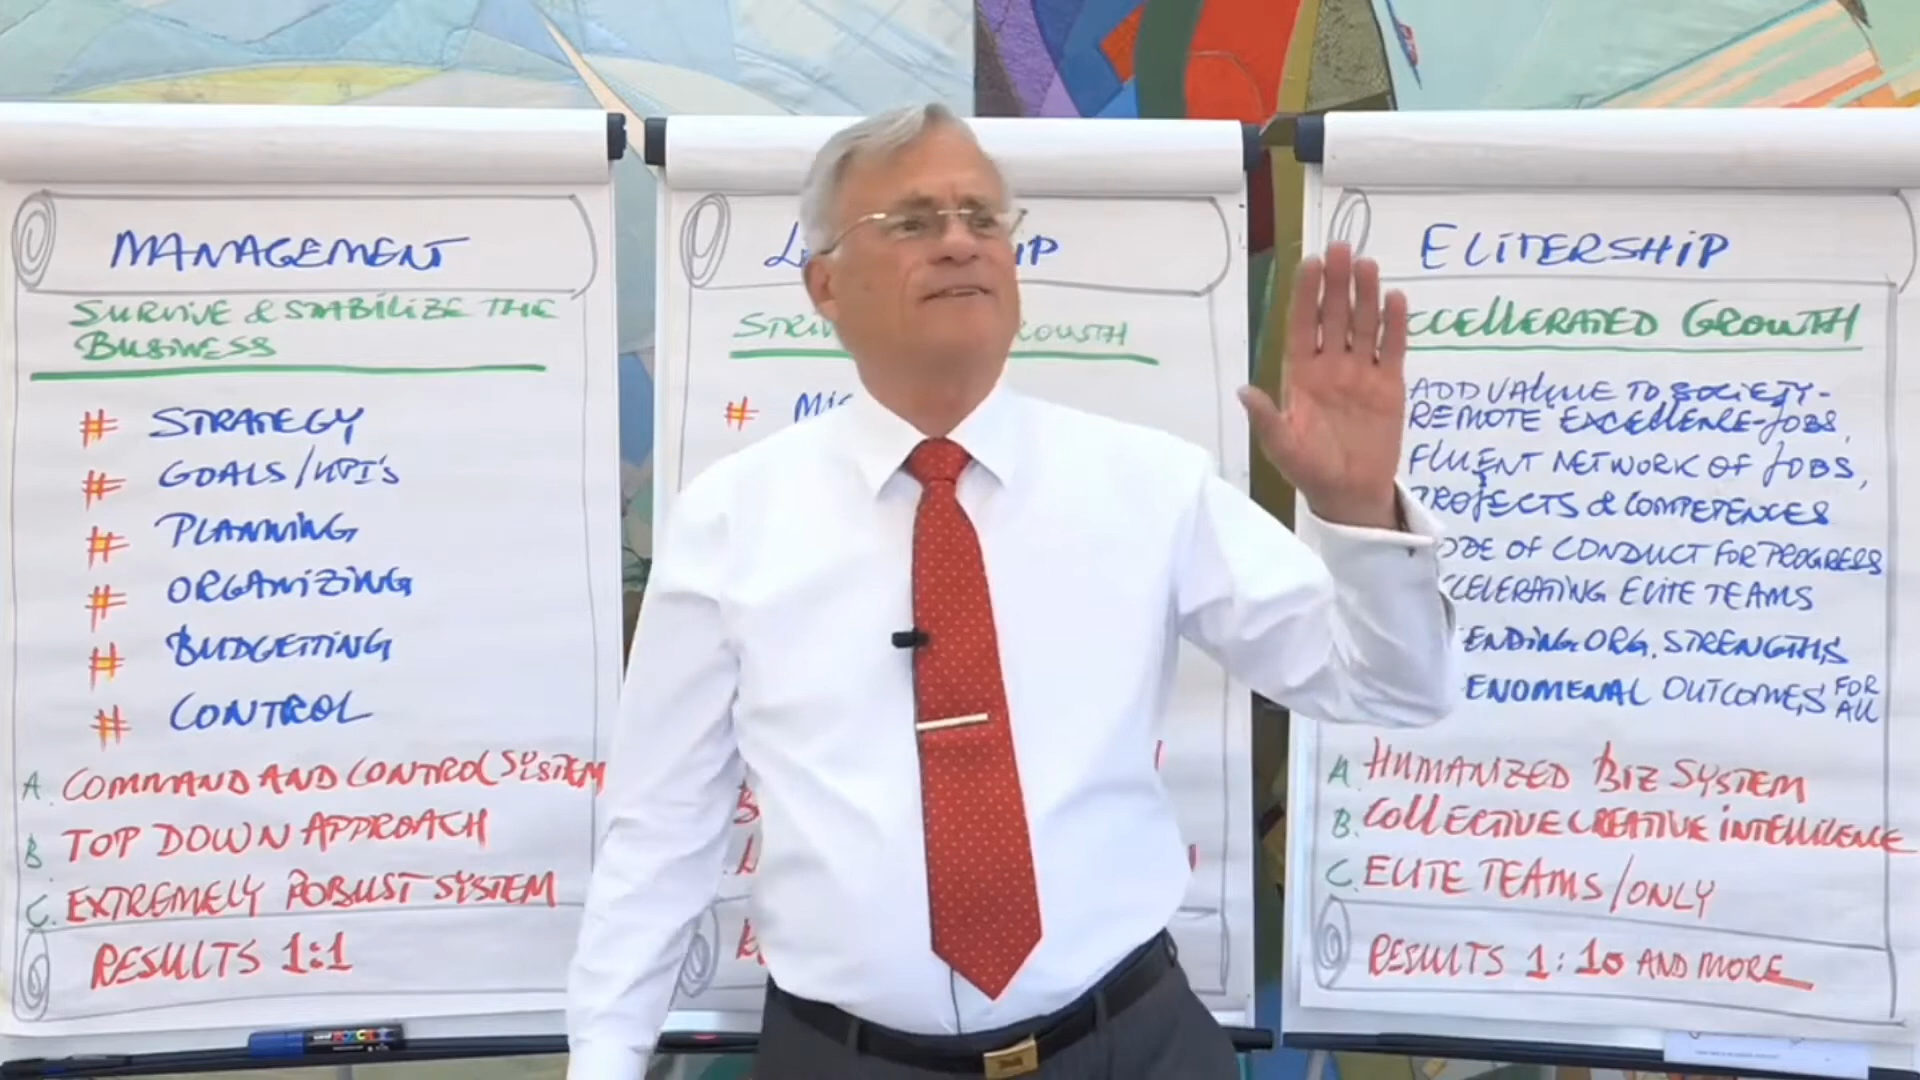 MANAGEMENT
SURVIVE & STABILIZE THE
BUSINESS
# STRATEGY
# GOALS/KPI's
# PLANNING
# ORGANIZING
# BUDGETTING
# CONTROL
A. COMMAND AND CONTROL SYSTEM
B. TOP DOWN APPROACH
C. EXTREMELY ROBUST SYSTEM
RESULTS 1:1
L IP
STRIV ROWTH
# Mis
B
L
ELITERSHIP
CCELLERATED GROWTH
ADD VALUE TO SOCIETY-
REMOTE EXCELLENCE-JOBS,
FLUENT NETWORK OF JOBS,
PROJECTS & COMPETENCES
ODE OF CONDUCT FOR PROGRESS
CELERATING ELITE TEAMS
ENDING ORG. STRENGTHS
ENOMENAL OUTCOMES FOR ALL
A. HUMANIZED BIZ SYSTEM
B. COLLECTIVE CREATIVE INTELLIGENCE
C. ELITE TEAMS/ONLY
RESULTS 1:10 AND MORE